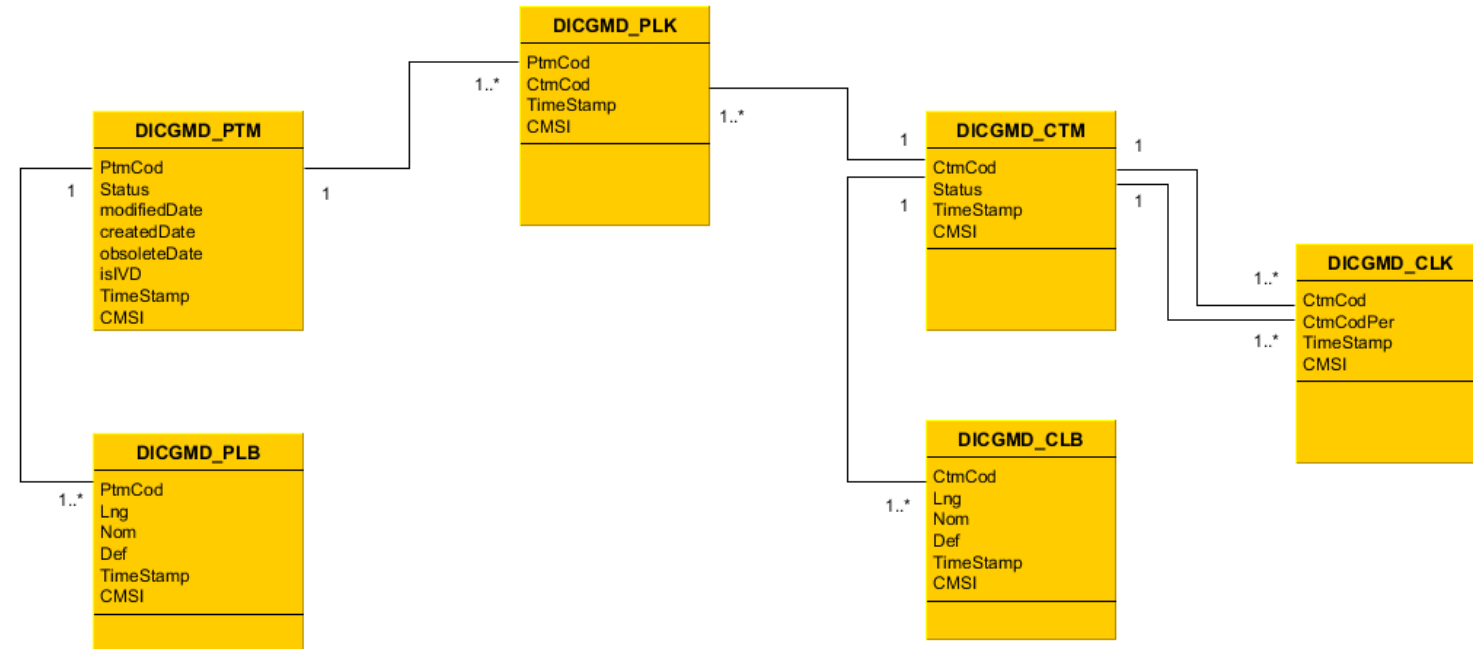 DICGMD_PLK
PtmCod
CtmCod
TimeStamp
CMSI
1..*
1..*
DICGMD_PTM
PtmCod
Status
modifiedDate
createdDate
obsoleteDate
isIVD
TimeStamp
CMSI
1
1
DICGMD_CTM
CtmCod
Status
TimeStamp
CMSI
1
1
1
1
DICGMD_CLK
CtmCod
CtmCodPer
TimeStamp
CMSI
1..*
1..*
DICGMD_PLB
PtmCod
Lng
Nom
Def
TimeStamp
CMSI
1..*
DICGMD_CLB
CtmCod
Lng
Nom
Def
TimeStamp
CMSI
1..*